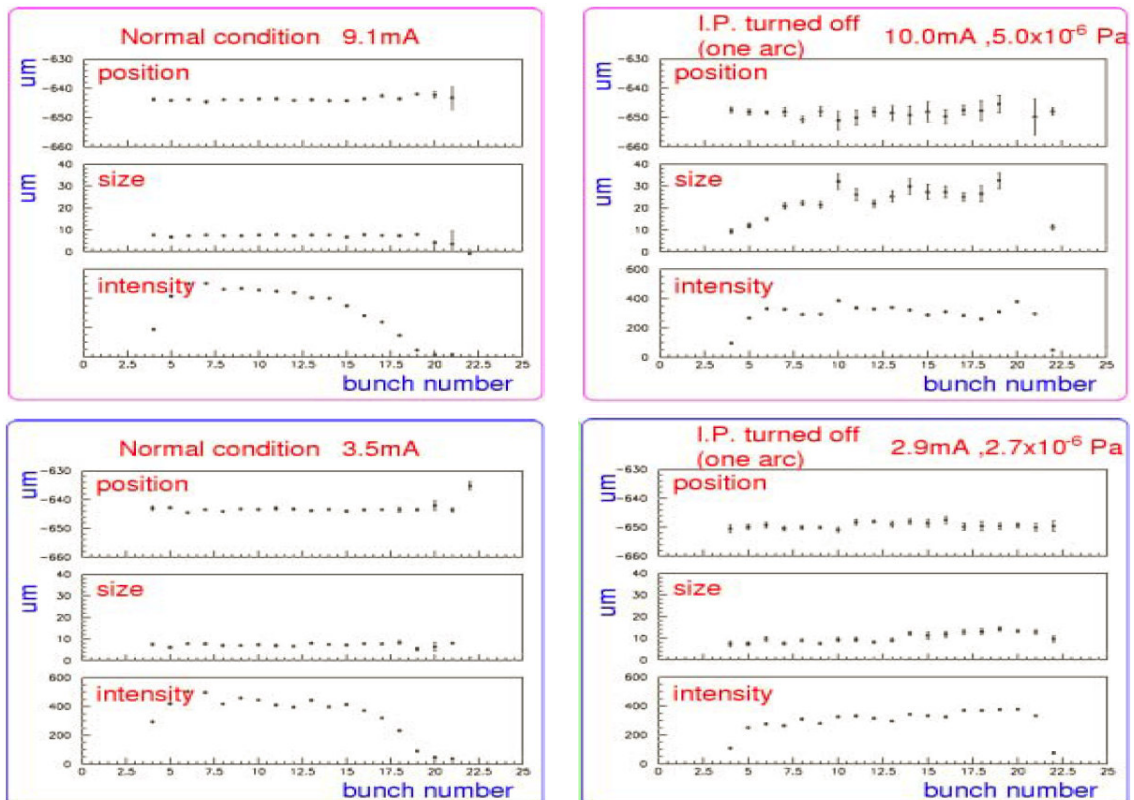 Normal condition 9.1mA
um
-630
position
-640
-650
-660
um
40
size
30
20
10
0
intensity
0 2.5 5 7.5 10 12.5 15 17.5 20 22.5 25
bunch number
I.P. turned off
(one arc)
10.0mA ,5.0x10-6 Pa
um
-630
position
-640
-650
-660
um
40
size
30
20
10
0
600
intensity
400
200
0
0 2.5 5 7.5 10 12.5 15 17.5 20 22.5 25
bunch number
Normal condition 3.5mA
um
-630
position
-640
-650
-660
um
40
size
30
20
10
0
600
intensity
400
200
0
0 2.5 5 7.5 10 12.5 15 17.5 20 22.5 25
bunch number
I.P. turned off
(one arc)
2.9mA ,2.7x10-6 Pa
um
-630
position
-640
-650
-660
um
40
size
30
20
10
0
600
intensity
400
200
0
0 2.5 5 7.5 10 12.5 15 17.5 20 22.5 25
bunch number